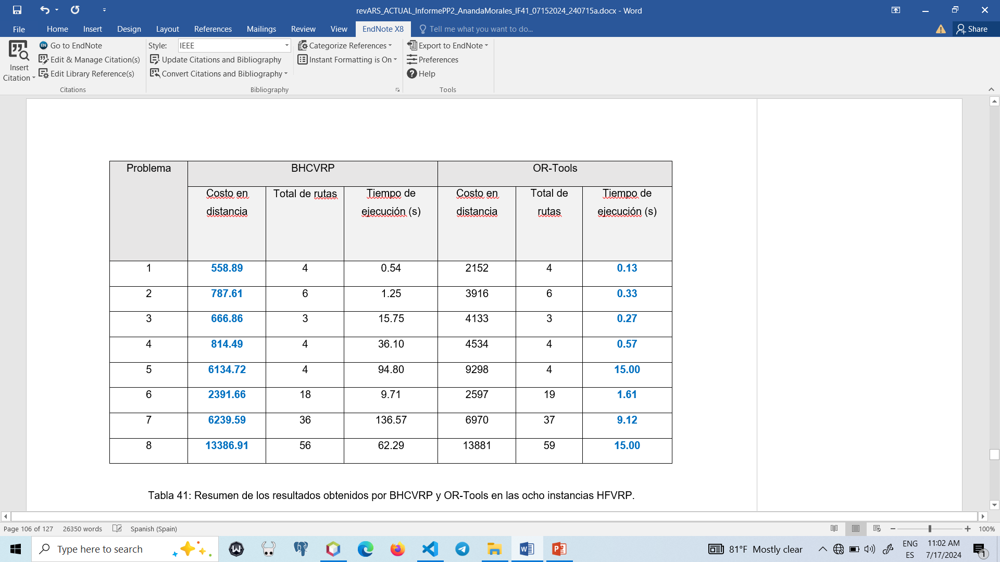 revARS_ACTUAL_InformePP2_AnandaMorales_IF41_07152024_240715a.docx - Word
File Home Insert Design Layout References Mailings Review View EndNote X8 Tell me what you want to do... Share
Insert Citation
Go to EndNote
Edit & Manage Citation(s)
Edit Library Reference(s)
Citations
Style: IEEE
Update Citations and Bibliography
Convert Citations and Bibliography
Categorize References
Instant Formatting is On
Bibliography
Export to EndNote
Preferences
Help
Tools
Problema BHCVRP OR-Tools
Costo en distancia Total de rutas Tiempo de ejecución (s) Costo en distancia Total de rutas Tiempo de ejecución (s)
1 558.89 4 0.54 2152 4 0.13
2 787.61 6 1.25 3916 6 0.33
3 666.86 3 15.75 4133 3 0.27
4 814.49 4 36.10 4534 4 0.57
5 6134.72 4 94.80 9298 4 15.00
6 2391.66 18 9.71 2597 19 1.61
7 6239.59 36 136.57 6970 37 9.12
8 13386.91 56 62.29 13881 59 15.00
Tabla 41: Resumen de los resultados obtenidos por BHCVRP y OR-Tools en las ocho instancias HFVRP.
Page 106 of 127 26350 words Spanish (Spain) 100%
Type here to search
81°F Mostly clear
ENG
ES
11:02 AM
7/17/2024
1